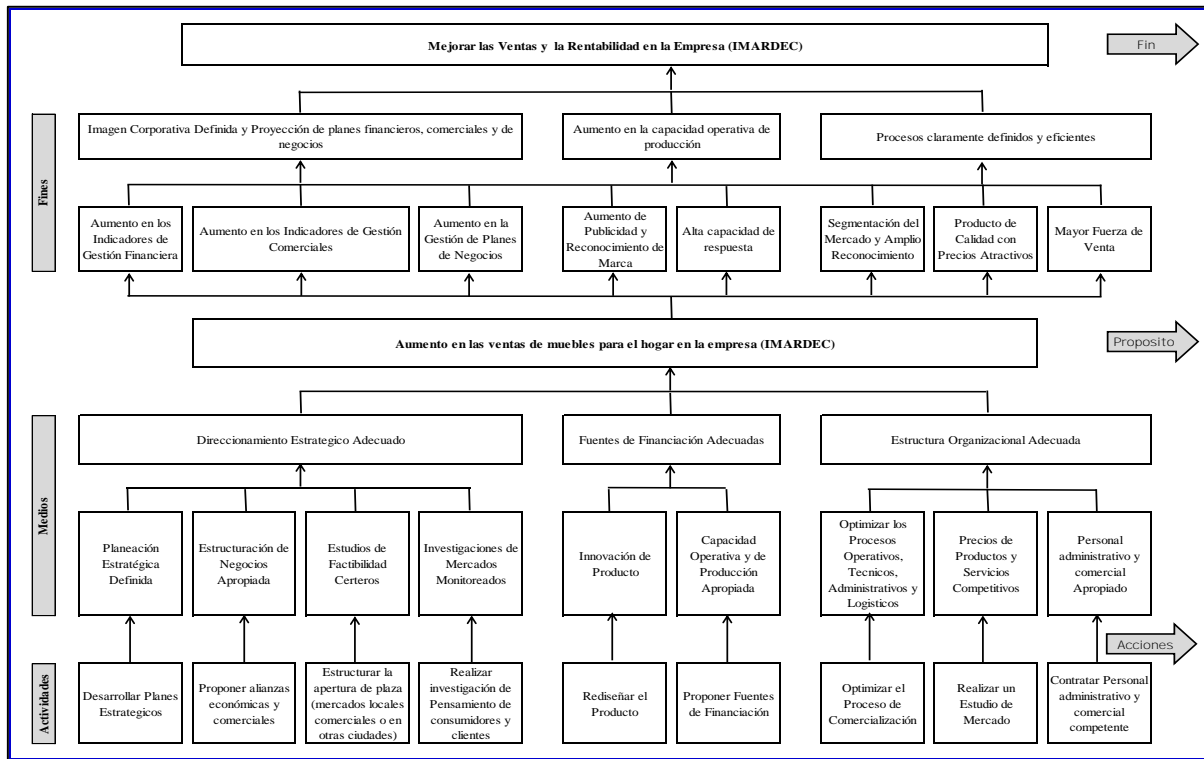 Mejorar las Ventas y la Rentabilidad en la Empresa (IMARDEC)
Fin
Fines
Imagen Corporativa Definida y Proyección de planes financieros, comerciales y de
negocios
Aumento en la capacidad operativa de
producción
Procesos claramente definidos y eficientes
Aumento en los
Indicadores de
Gestión Financiera
Aumento en los Indicadores de Gestión
Comerciales
Aumento en la
Gestión de Planes
de Negocios
Aumento de
Publicidad y
Reconocimiento de
Marca
Alta capacidad de
respuesta
Segmentación del
Mercado y Amplio
Reconocimiento
Producto de
Calidad con
Precios Atractivos
Mayor Fuerza de
Venta
Aumento en las ventas de muebles para el hogar en la empresa (IMARDEC)
Proposito
Medios
Direccionamiento Estrategico Adecuado
Fuentes de Financiación Adecuadas
Estructura Organizacional Adecuada
Planeación
Estratégica
Definida
Estructuración de
Negocios
Apropiada
Estudios de
Factibilidad
Certeros
Investigaciones de
Mercados
Monitoreados
Innovación de
Producto
Capacidad
Operativa y de
Producción
Apropiada
Optimizar los
Procesos
Operativos,
Tecnicos,
Administrativos y
Logisticos
Precios de
Productos y
Servicios
Competitivos
Personal
administrativo y
comercial
Apropiado
Acciones
Actividades
Desarrollar Planes
Estrategicos
Proponer alianzas
económicas y
comerciales
Estructurar la
apertura de plaza
(mercados locales
comerciales o en
otras ciudades)
Realizar
investigación de
Pensamiento de
consumidores y
clientes
Rediseñar el
Producto
Proponer Fuentes
de Financiación
Optimizar el
Proceso de
Comercialización
Realizar un
Estudio de
Mercado
Contratar Personal
administrativo y
comercial
competente